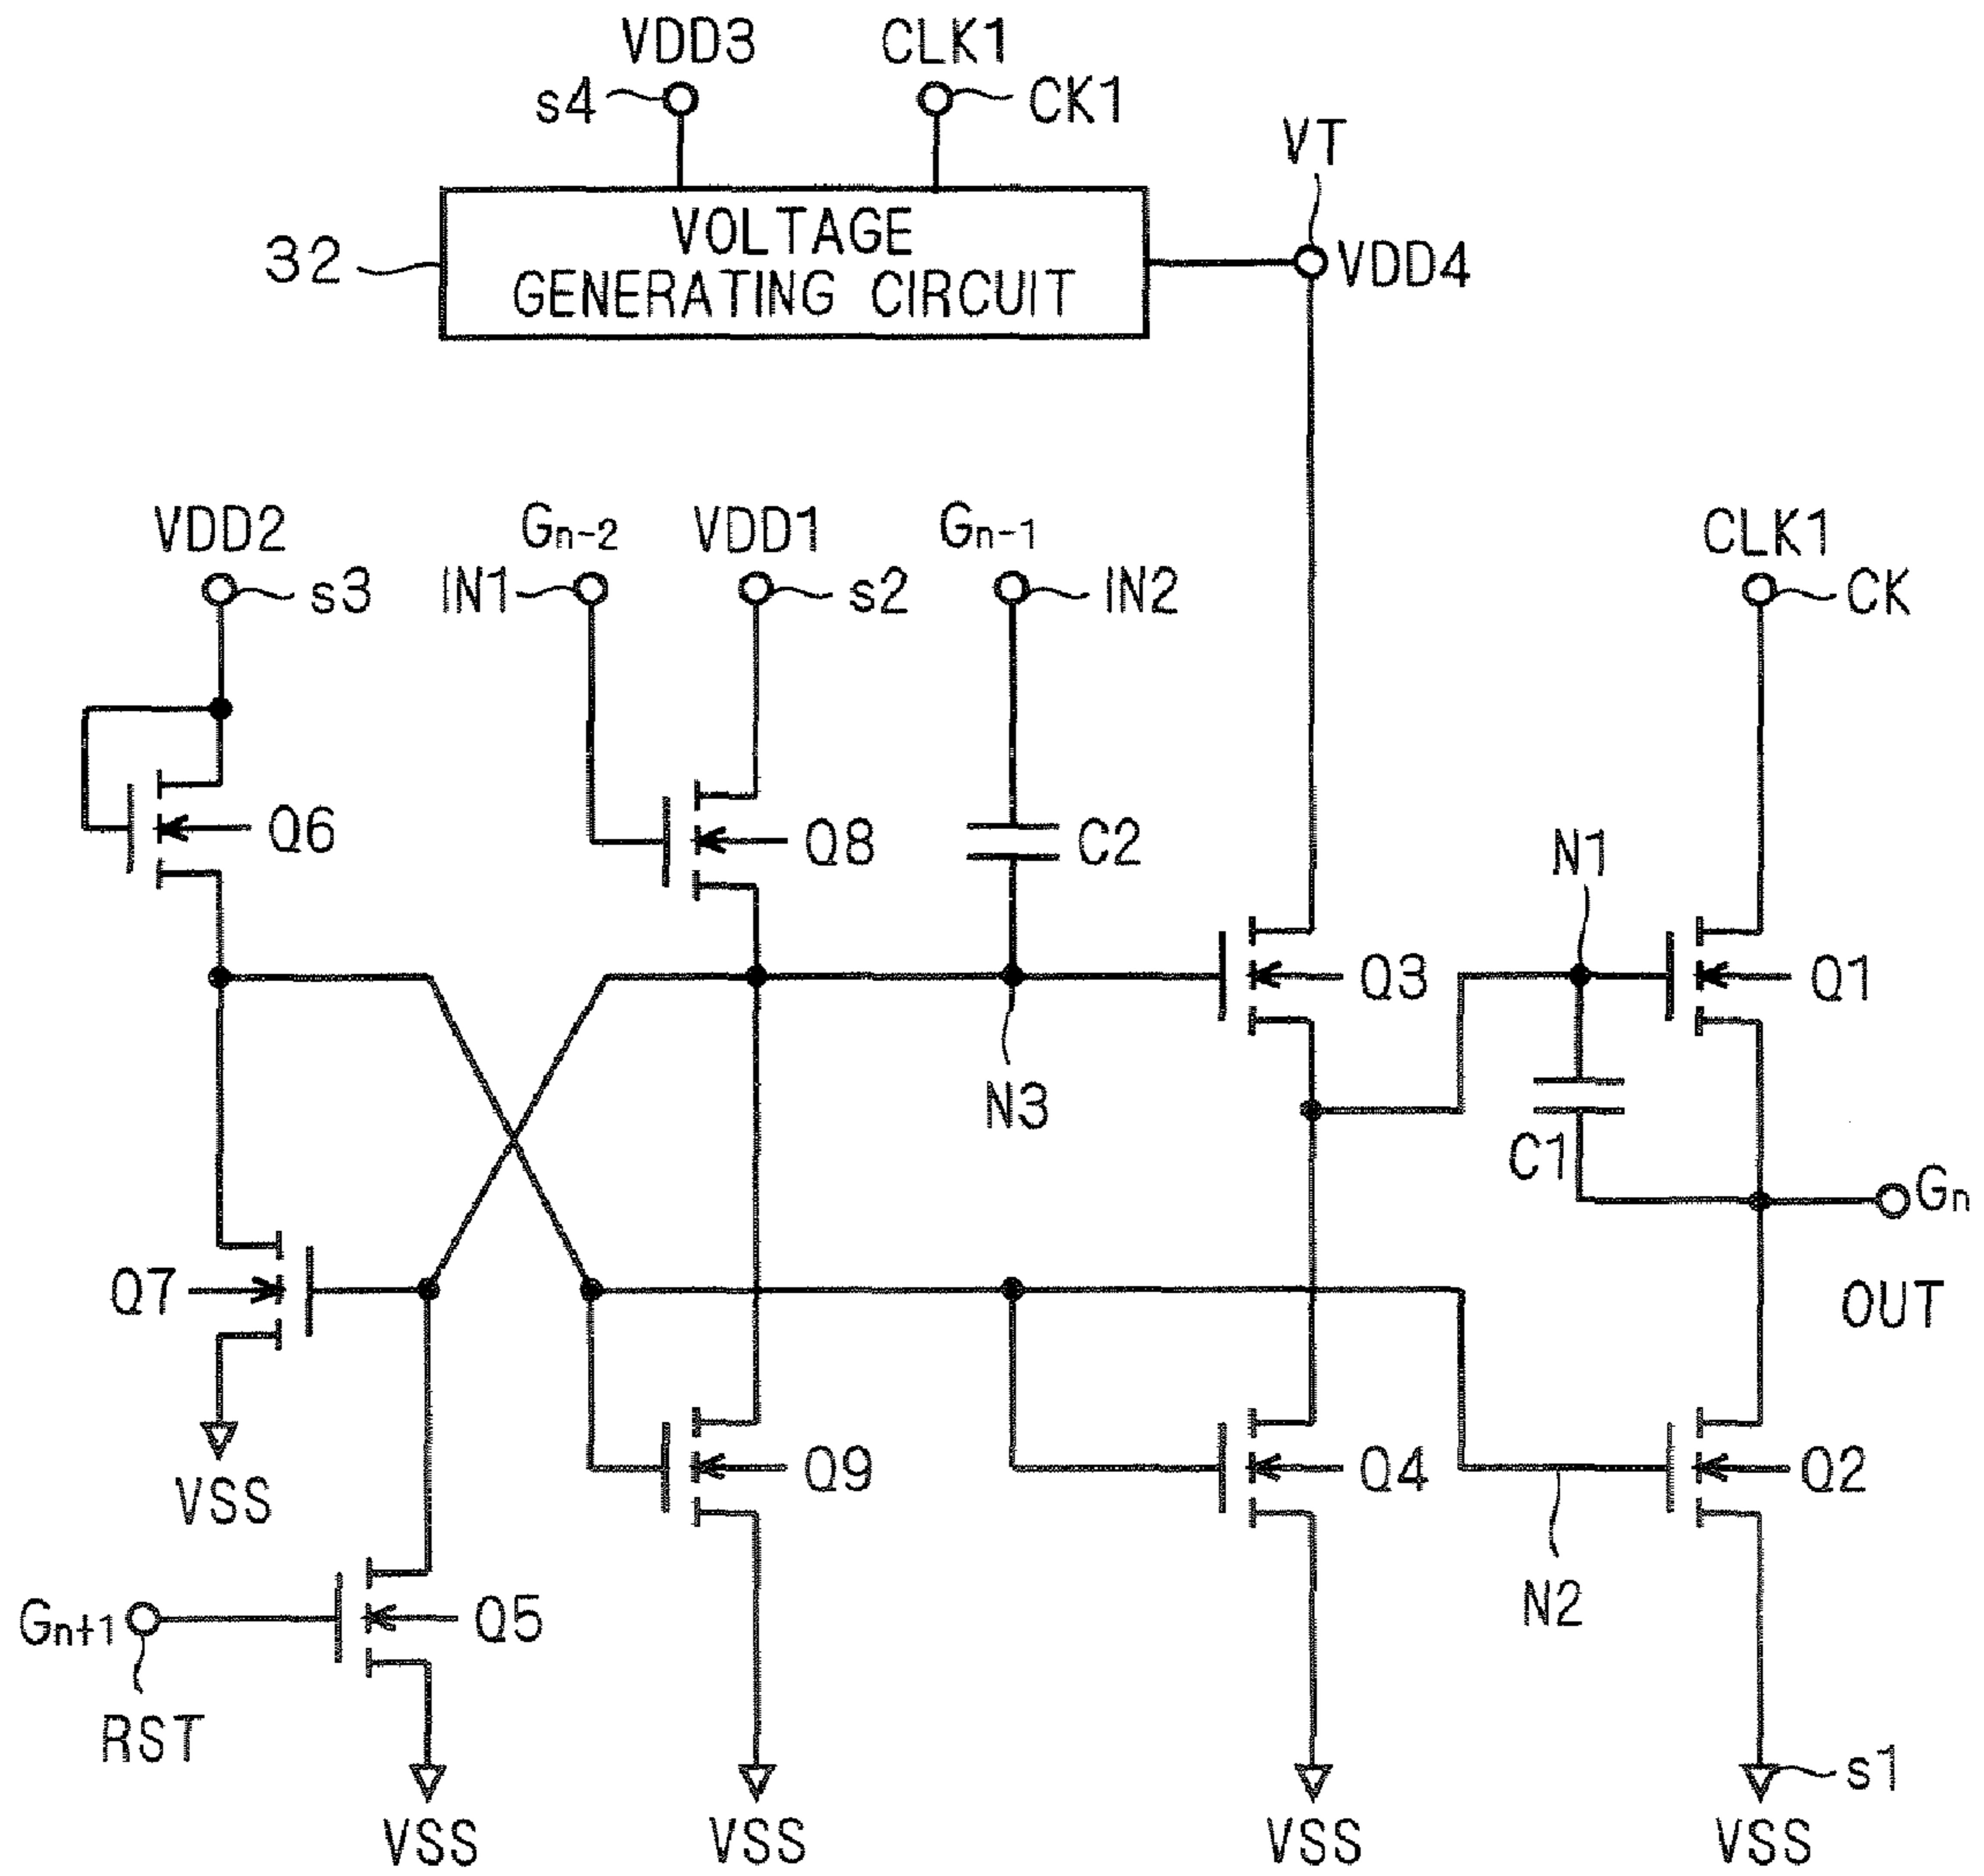 VDD3 CLK1
s4 CK1
VT
32 VOLTAGE
GENERATING CIRCUIT
VDD4
VDD2 Gn-2 VDD1 Gn-1 CLK1
s3 IN1 s2 IN2 CK
Q6 Q8 C2 N1
Q3 Q1
N3
C1
Gn
Q7 OUT
VSS Q9 Q4 Q2
Gn+1 Q5 N2
RST
s1
VSS VSS VSS VSS